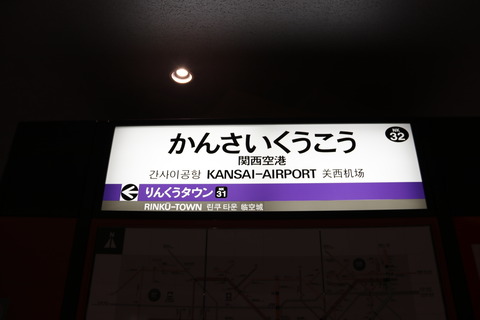 かんさいくうこう
NK
32
関西空港
간사이공항 KANSAI-AIRPORT 关西机场
りんくうタウン
31
RINKŪ-TOWN 린쿠 타운 临空城